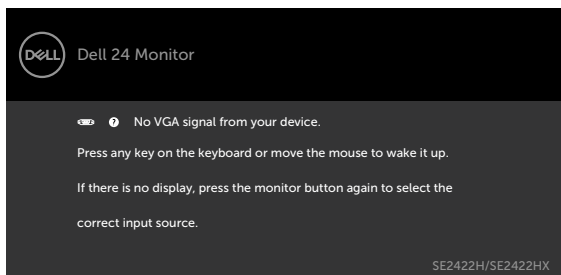 DELL
Dell 24 Monitor
No VGA signal from your device.
Press any key on the keyboard or move the mouse to wake it up.
If there is no display, press the monitor button again to select the
correct input source.
SE2422H/SE2422HX